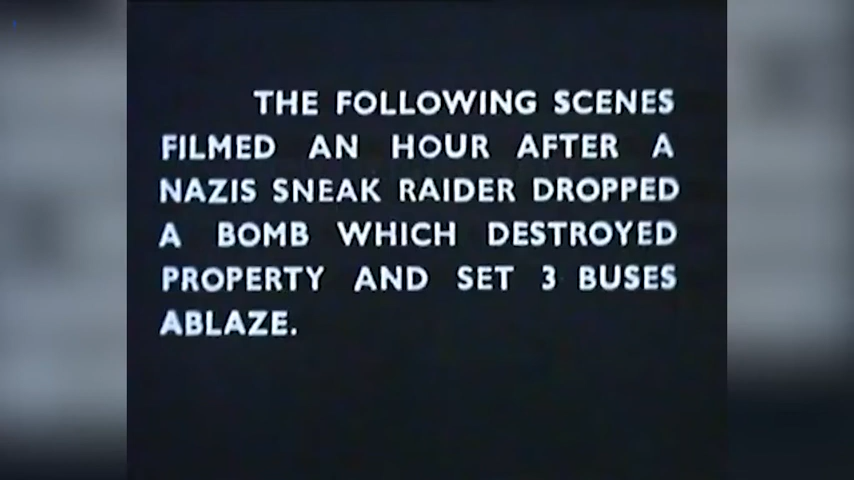 THE FOLLOWING SCENES
FILMED AN HOUR AFTER A
NAZIS SNEAK RAIDER DROPPED
A BOMB WHICH DESTROYED
PROPERTY AND SET 3 BUSES
ABLAZE.